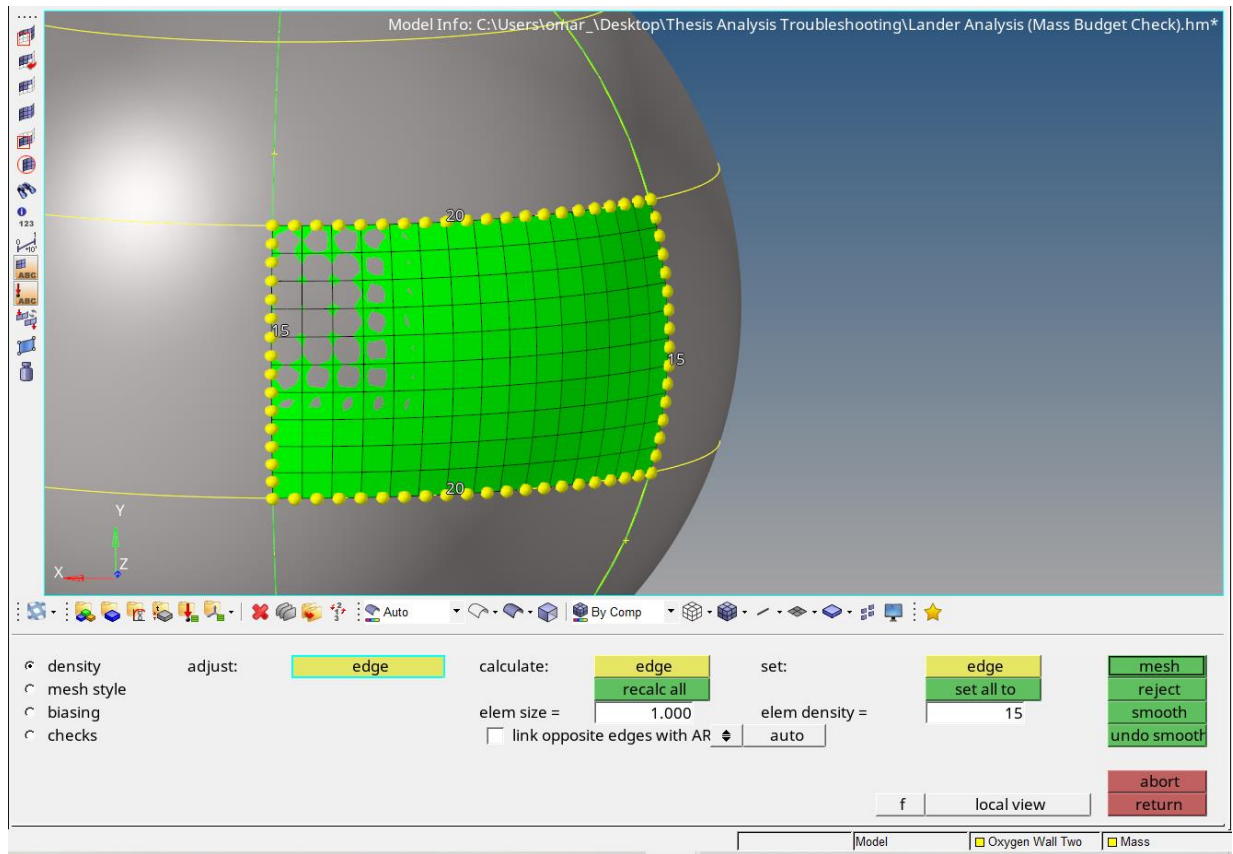 Model Info: C:\Users\omar_\Desktop\Thesis Analysis Troubleshooting\Lander Analysis (Mass Budget Check).hm*
123
ABC
ABC
20
15
15
20
Y
X
Z
Auto
By Comp
density adjust: edge calculate: edge set: edge mesh
mesh style recalc all set all to reject
biasing elem size = 1.000 elem density = 15 smooth
checks link opposite edges with AR auto undo smooth
abort
f local view return
Model Oxygen Wall Two Mass